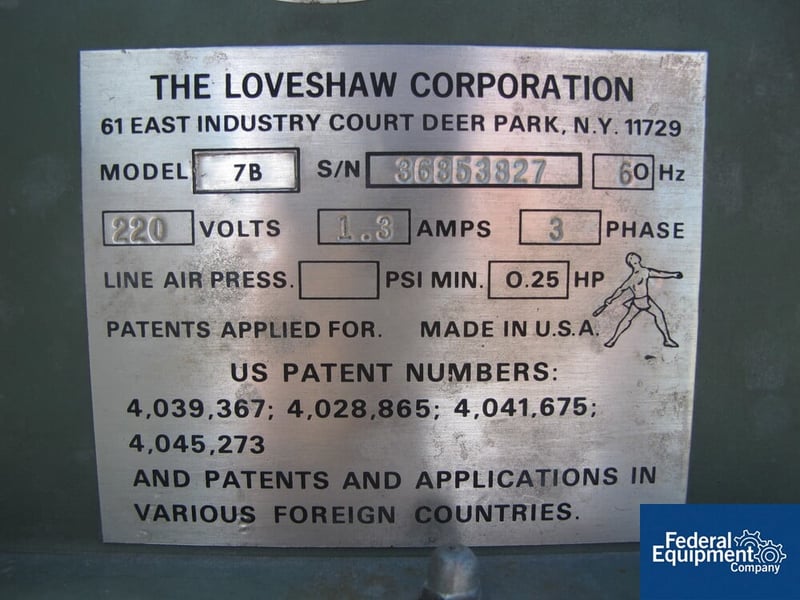 THE LOVESHAW CORPORATION
61 EAST INDUSTRY COURT DEER PARK, N.Y. 11729
MODEL 7B S/N 36853827 60 Hz
220 VOLTS 1.3 AMPS 3 PHASE
LINE AIR PRESS. PSI MIN. 0.25 HP
PATENTS APPLIED FOR. MADE IN U.S.A.
US PATENT NUMBERS:
4,039,367; 4,028,865; 4,041,675;
4,045,273
AND PATENTS AND APPLICATIONS IN
VARIOUS FOREIGN COUNTRIES.
Federal
Equipment
Company